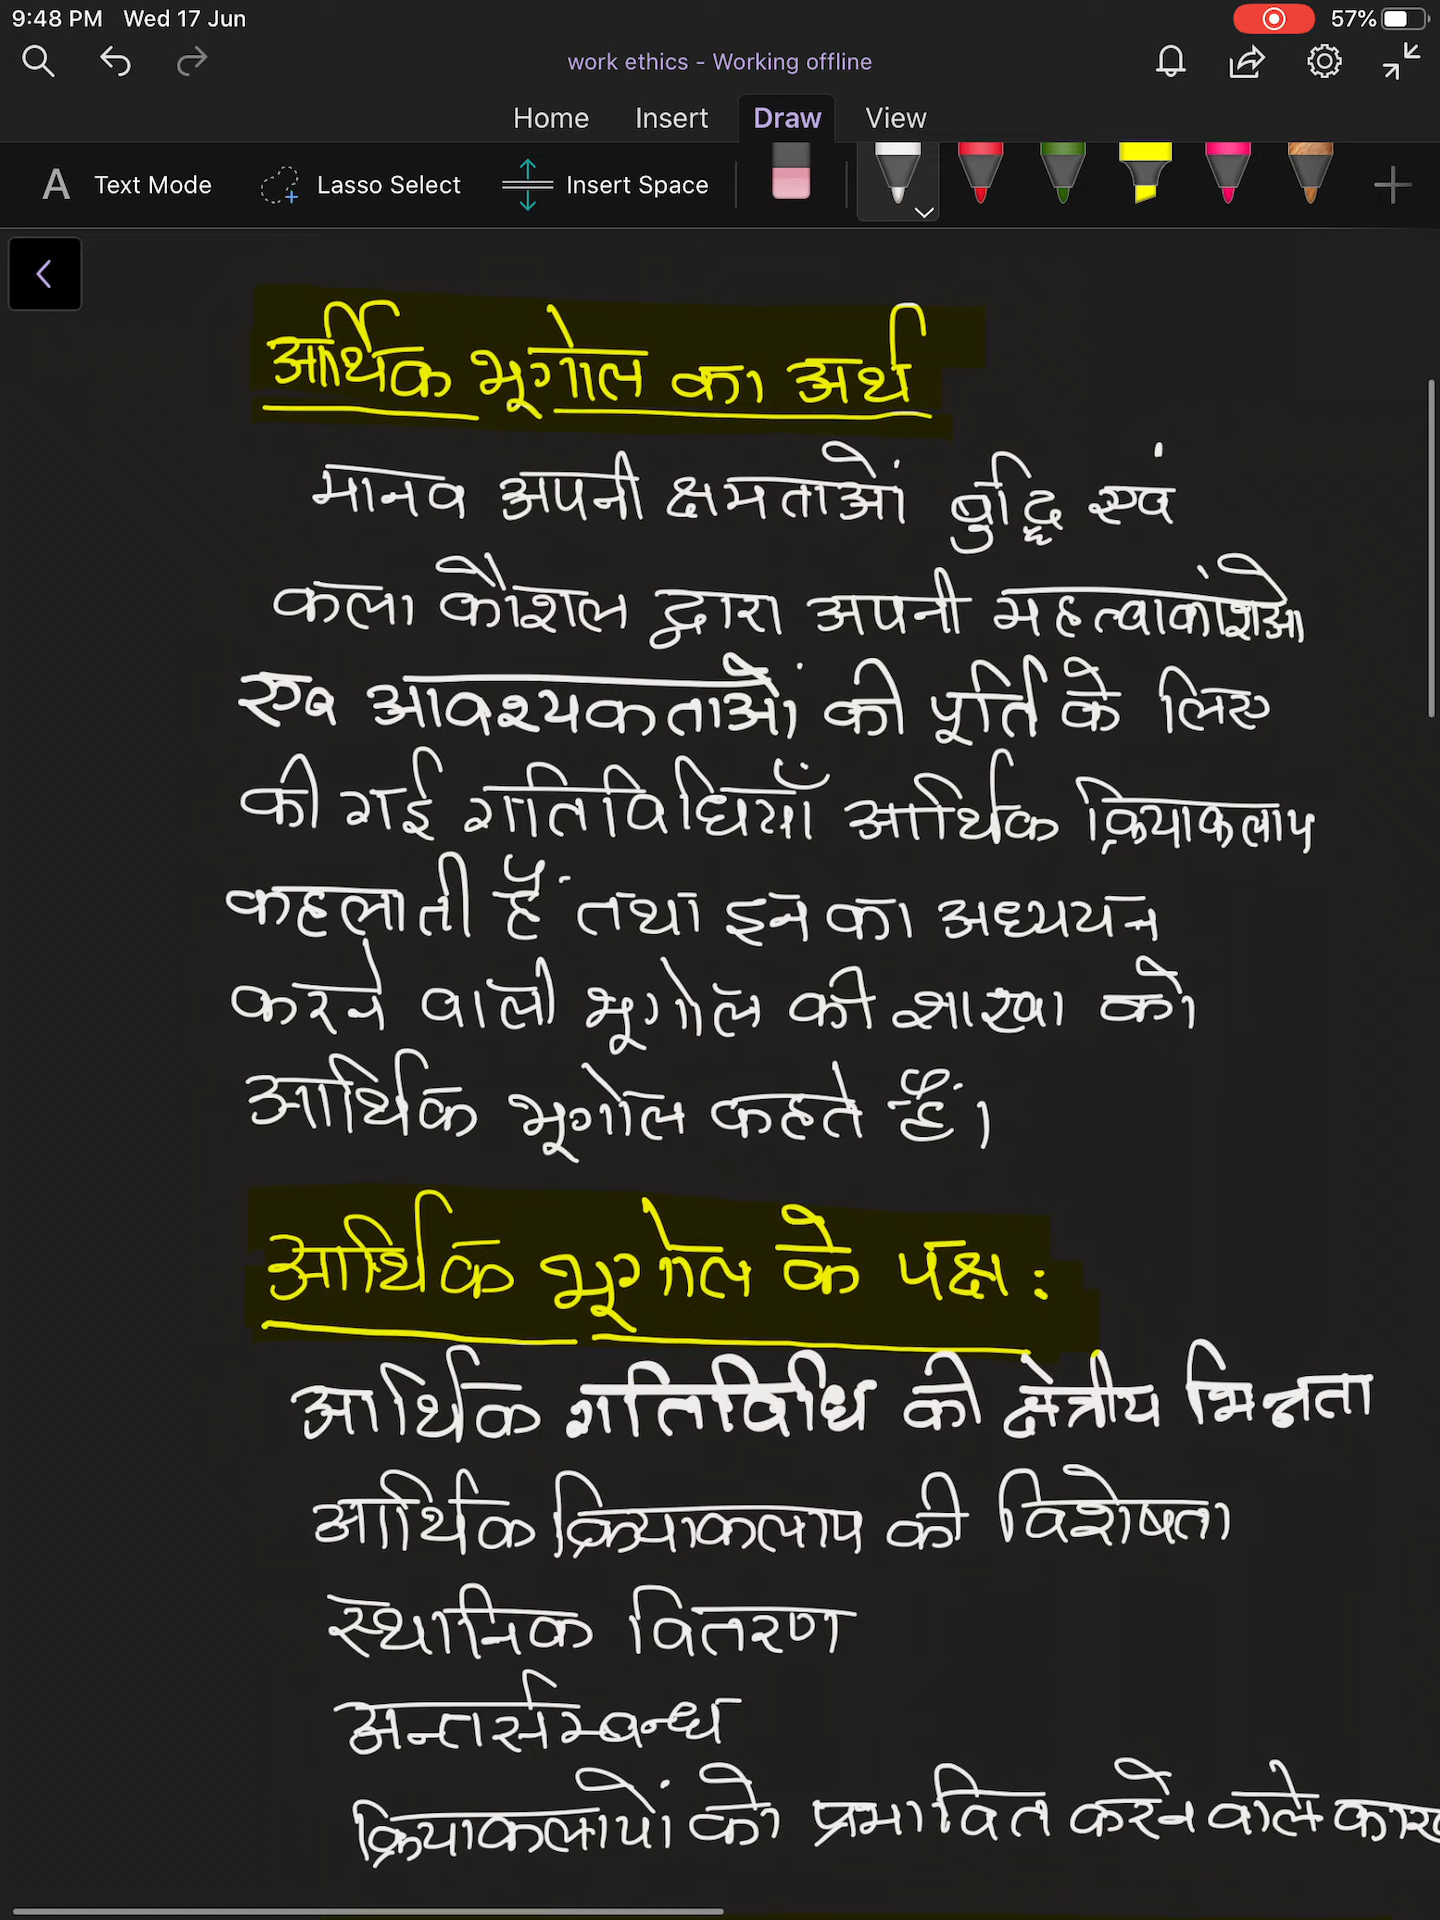 9:48 PM Wed 17 Jun 57%
work ethics - Working offline
Home Insert Draw View
A Text Mode Lasso Select Insert Space
आर्थिक भूगोल का अर्थ
मानव अपनी क्षमताओं बुद्धि एवं
कला कौशल द्वारा अपनी महत्वाकांशाओ
एव आवश्यकताओं की पूर्ति के लिए
की गई गतिविधियाँ आर्थिक क्रियाकलाप
कहलाती हैं तथा इन का अध्ययन
करने वाली भूगोल की शाखा को
आर्थिक भूगोल कहते हैं।
आर्थिक भूगोल के पक्ष :
आर्थिक गतिविधि की क्षेत्रीय भिन्नता
आर्थिक क्रियाकलाप की विशेषता
स्थानिक वितरण
अन्तर्सम्बन्ध
क्रियाकलापों को प्रभावित करने वाले